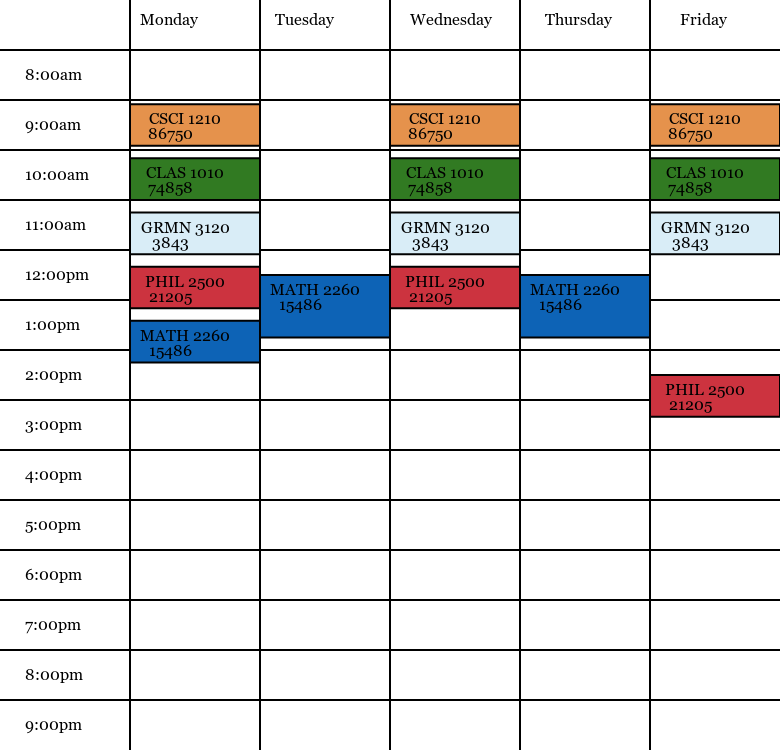 Monday Tuesday Wednesday Thursday Friday
8:00am
9:00am
CSCI 1210
86750
CSCI 1210
86750
CSCI 1210
86750
10:00am
CLAS 1010
74858
CLAS 1010
74858
CLAS 1010
74858
11:00am
GRMN 3120
3843
GRMN 3120
3843
GRMN 3120
3843
12:00pm
PHIL 2500
21205
MATH 2260
15486
PHIL 2500
21205
MATH 2260
15486
1:00pm
MATH 2260
15486
2:00pm
PHIL 2500
21205
3:00pm
4:00pm
5:00pm
6:00pm
7:00pm
8:00pm
9:00pm